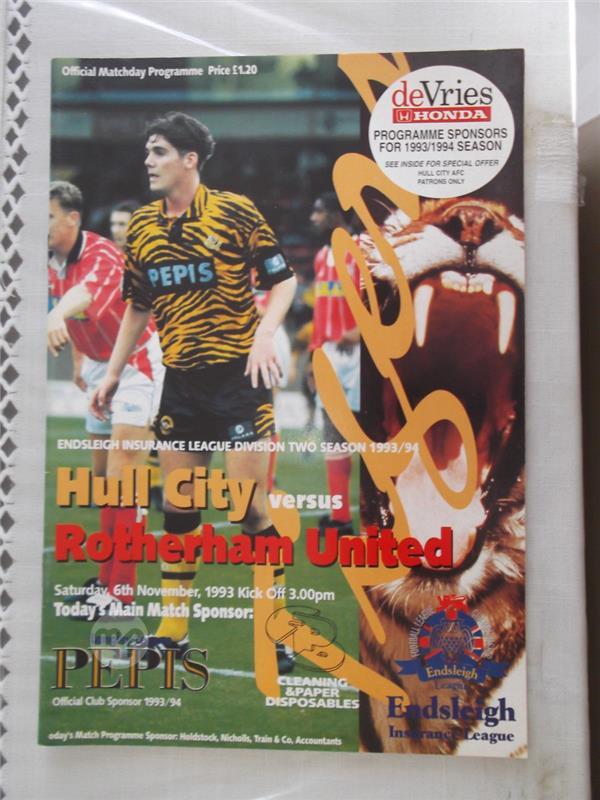 Official Matchday Programme Price £1.20
deVries
HONDA
PROGRAMME SPONSORS
FOR 1993/1994 SEASON
SEE INSIDE FOR SPECIAL OFFER
HULL CITY AFC
PATRONS ONLY
PEPIS
ENDSLEIGH INSURANCE LEAGUE DIVISION TWO SEASON 1993/94
Hull City versus
Rotherham United
Saturday, 6th November, 1993 Kick Off 3.00pm
Today's Main Match Sponsor:
PEPIS
Official Club Sponsor 1993/94
CLEANING
&PAPER
DISPOSABLES
FOOTBALL LEAGUE
Endsleigh
League
Endsleigh
Insurance League
oday's Match Programme Sponsor: Holdstock, Nicholls, Train & Co, Accountants